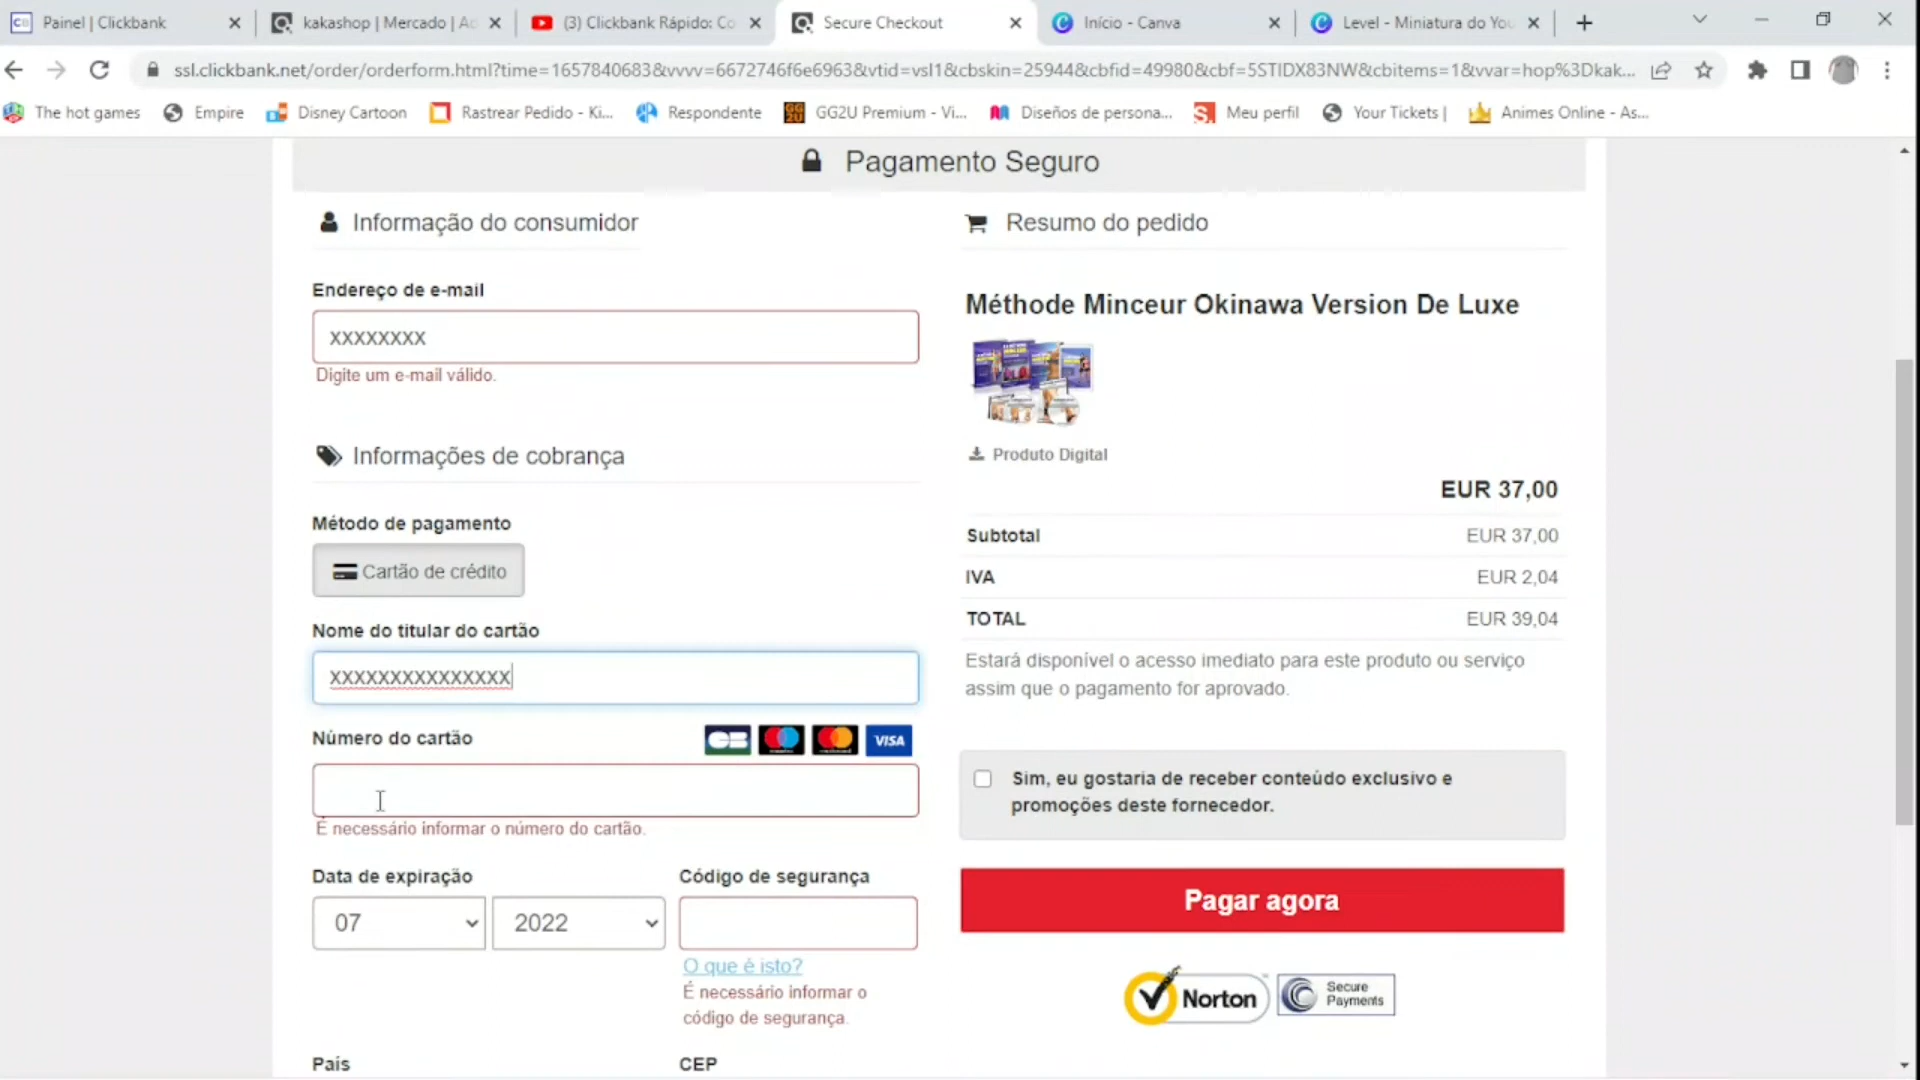 Painel | Clickbank
kakashop | Mercado | Ac
(3) Clickbank Rápido: Co
Secure Checkout
Início - Canva
Level - Miniatura do You
ssl.clickbank.net/order/orderform.html?time=1657840683&vvvv=6672746f6e6963&vtid=vsl1&cbskin=25944&cbfid=49980&cbf=5STIDX83NW&cbitems=1&vvar=hop%3Dkak...
The hot games
Empire
Disney Cartoon
Rastrear Pedido - Ki...
Respondente
GG2U Premium - Vi...
Diseños de persona...
Meu perfil
Your Tickets |
Animes Online - As...
Pagamento Seguro
Informação do consumidor
Endereço de e-mail
xxxxxxxx
Digite um e-mail válido.
Informações de cobrança
Método de pagamento
Cartão de crédito
Nome do titular do cartão
xxxxxxxxxxxxxxx
Número do cartão
CB
VISA
É necessário informar o número do cartão.
Data de expiração
Código de segurança
07
2022
O que é isto?
É necessário informar o
código de segurança.
País
CEP
Resumo do pedido
Méthode Minceur Okinawa Version De Luxe
Produto Digital
EUR 37,00
Subtotal EUR 37,00
IVA EUR 2,04
TOTAL EUR 39,04
Estará disponível o acesso imediato para este produto ou serviço
assim que o pagamento for aprovado.
Sim, eu gostaria de receber conteúdo exclusivo e
promoções deste fornecedor.
Pagar agora
Norton
Secure
Payments